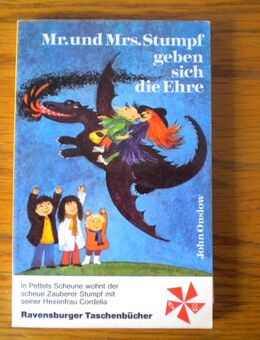 Mr. und Mrs. Stumpf
geben
sich
die Ehre
John Onslow
In Pettels Scheune wohnt der
scheue Zauberer Stumpf mit
seiner Hexenfrau Cordelia
Ravensburger Taschenbücher